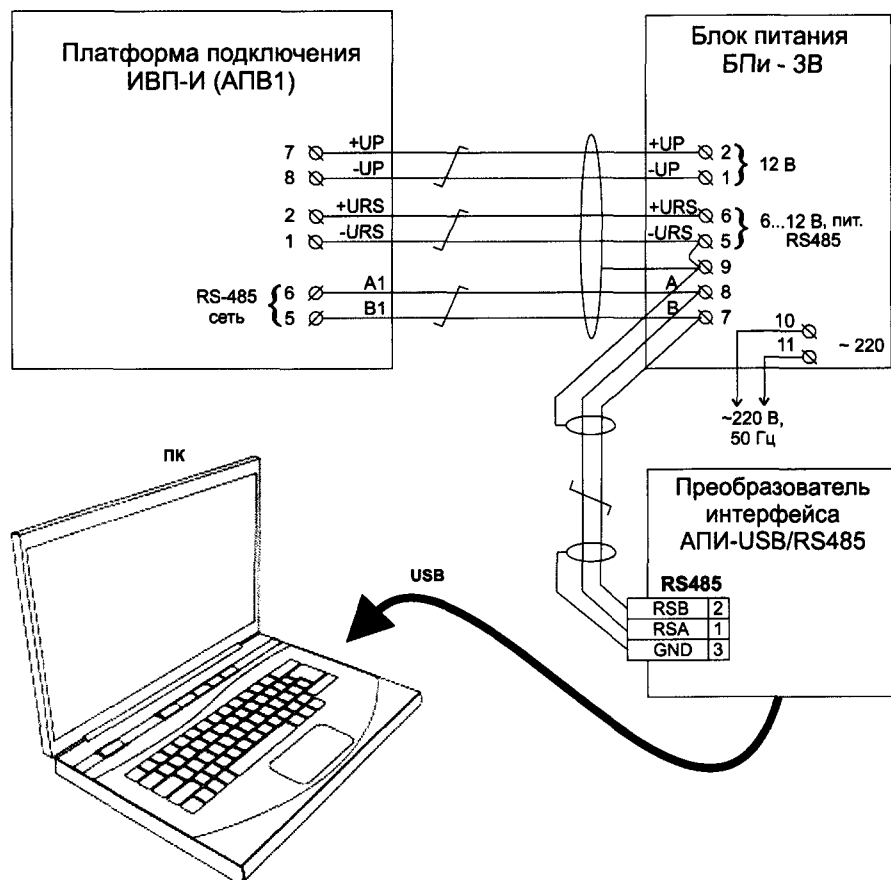 Платформа подключения
ИВП-И (АПВ1)
Блок питания
БПи - 3В
7 +UP +UP 2
8 -UP -UP 1
12 В
2 +URS +URS 6
1 -URS -URS 5
6...12 В, пит.
RS485
9
RS-485
сеть
6 A1 A 8
5 B1 B 7
10
11
~ 220
~220 В,
50 Гц
ПК
Преобразователь
интерфейса
АПИ-USB/RS485
USB
RS485
RSB 2
RSA 1
GND 3